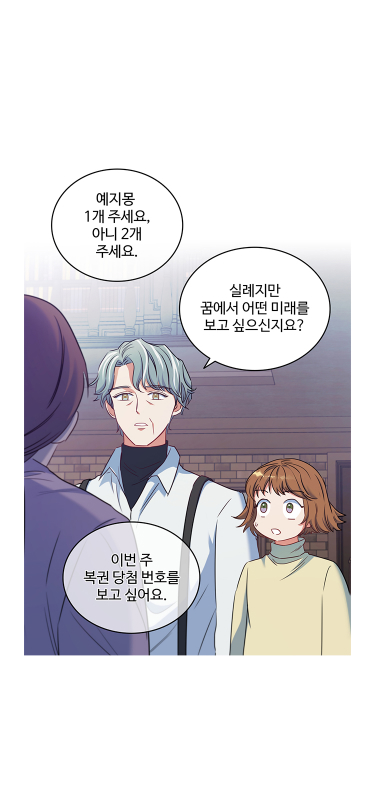 예지몽
1개 주세요,
아니 2개
주세요.
실례지만
꿈에서 어떤 미래를
보고 싶으신지요?
이번 주
복권 당첨 번호를
보고 싶어요.